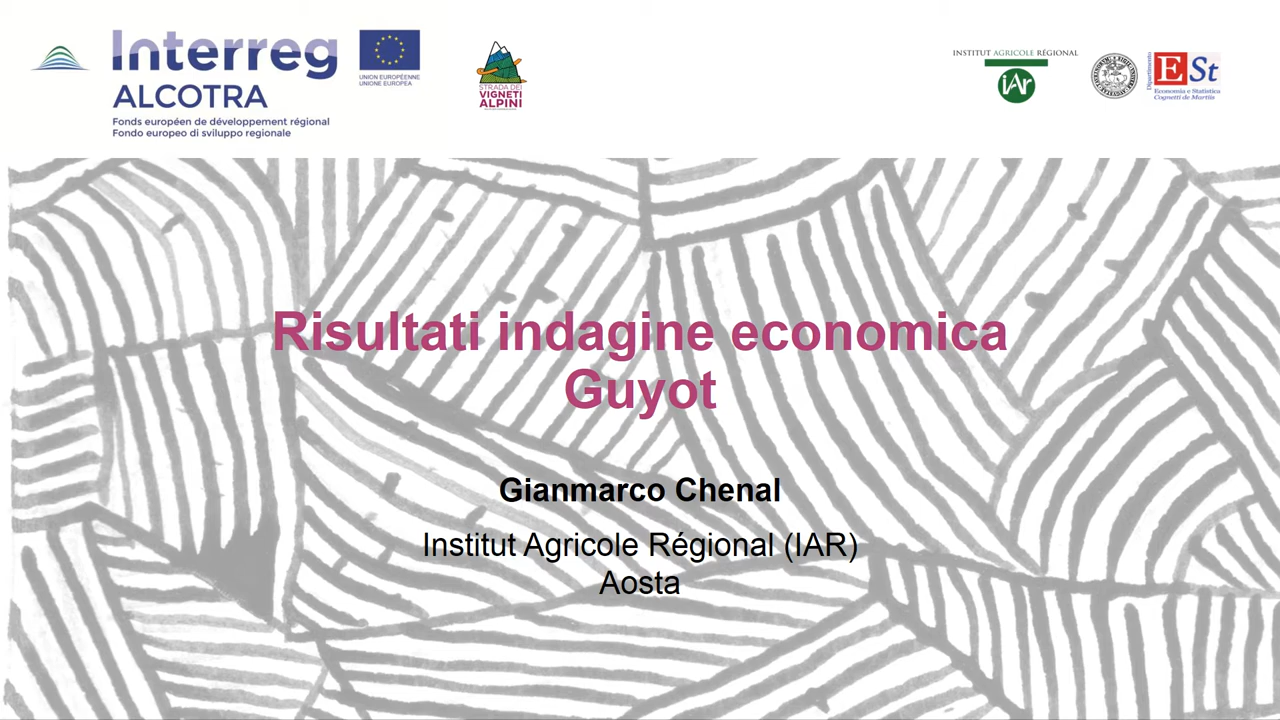 Interreg
ALCOTRA
Fonds européen de développement régional
Fondo europeo di sviluppo regionale
UNION EUROPÉENNE
UNIONE EUROPEA
STRADA DEI
VIGNETI
ALPINI
INSTITUT AGRICOLE RÉGIONAL
iAr
Dipartimento
ESt
Economia e Statistica
Cognetti de Martiis
Risultati indagine economica
Guyot
Gianmarco Chenal
Institut Agricole Régional (IAR)
Aosta